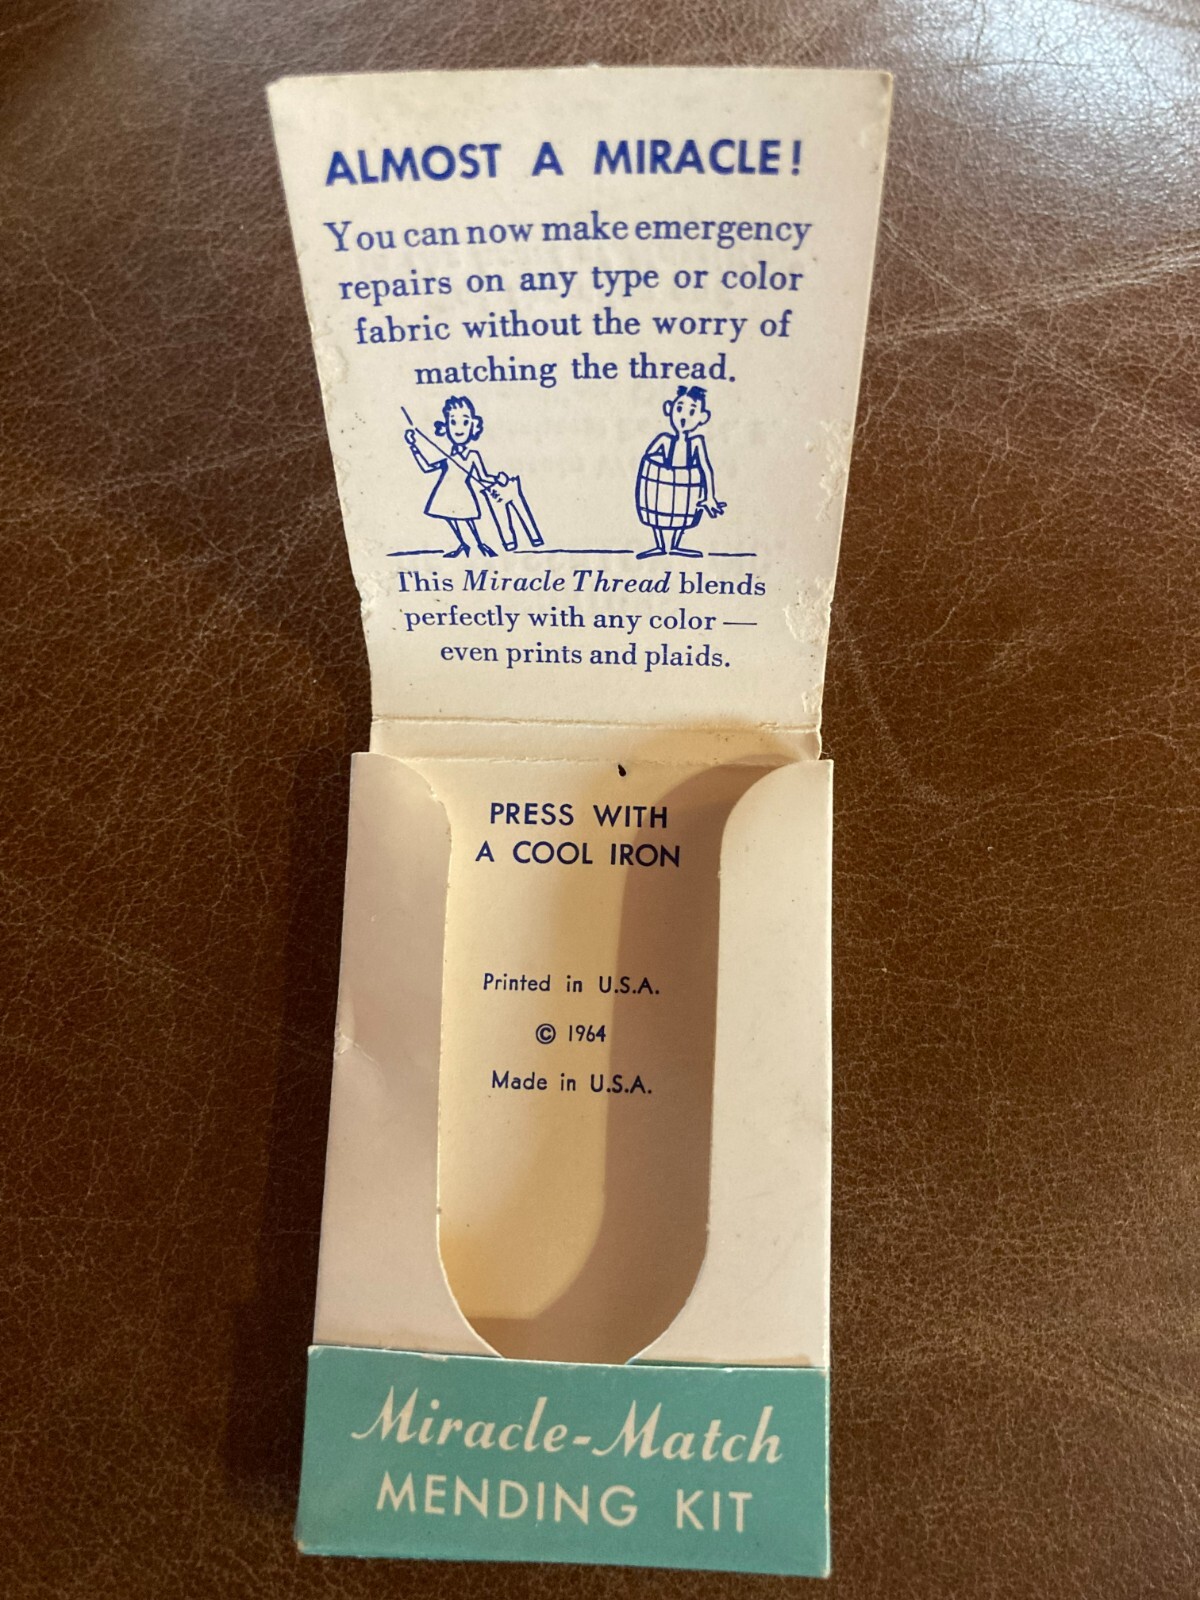 ALMOST A MIRACLE!
You can now make emergency
repairs on any type or color
fabric without the worry of
matching the thread.
This Miracle Thread blends
perfectly with any color —
even prints and plaids.
PRESS WITH
A COOL IRON
Printed in U.S.A.
© 1964
Made in U.S.A.
Miracle-Match
MENDING KIT